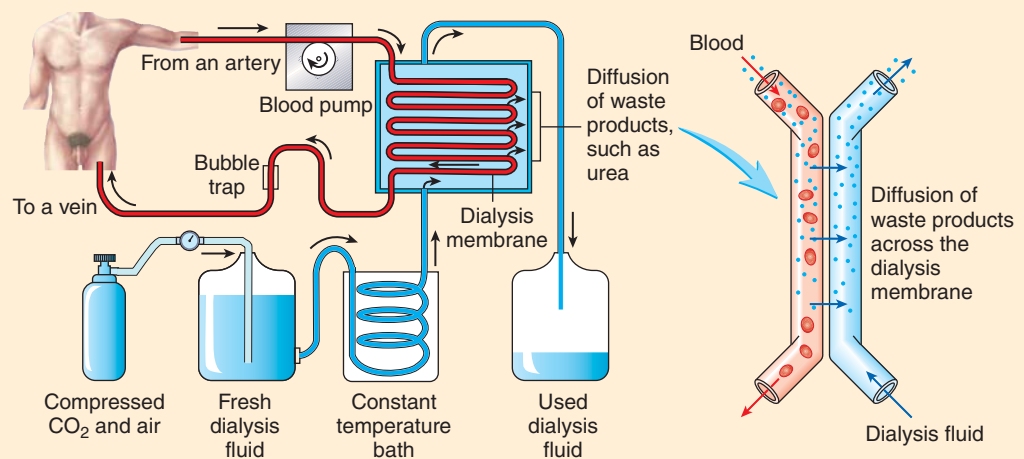 From an artery
Blood pump
Bubble
trap
To a vein
Diffusion
of waste
products,
such as
urea
Dialysis
membrane
Compressed
CO₂ and air
Fresh
dialysis
fluid
Constant
temperature
bath
Used
dialysis
fluid
Blood
Diffusion of
waste products
across the
dialysis
membrane
Dialysis fluid